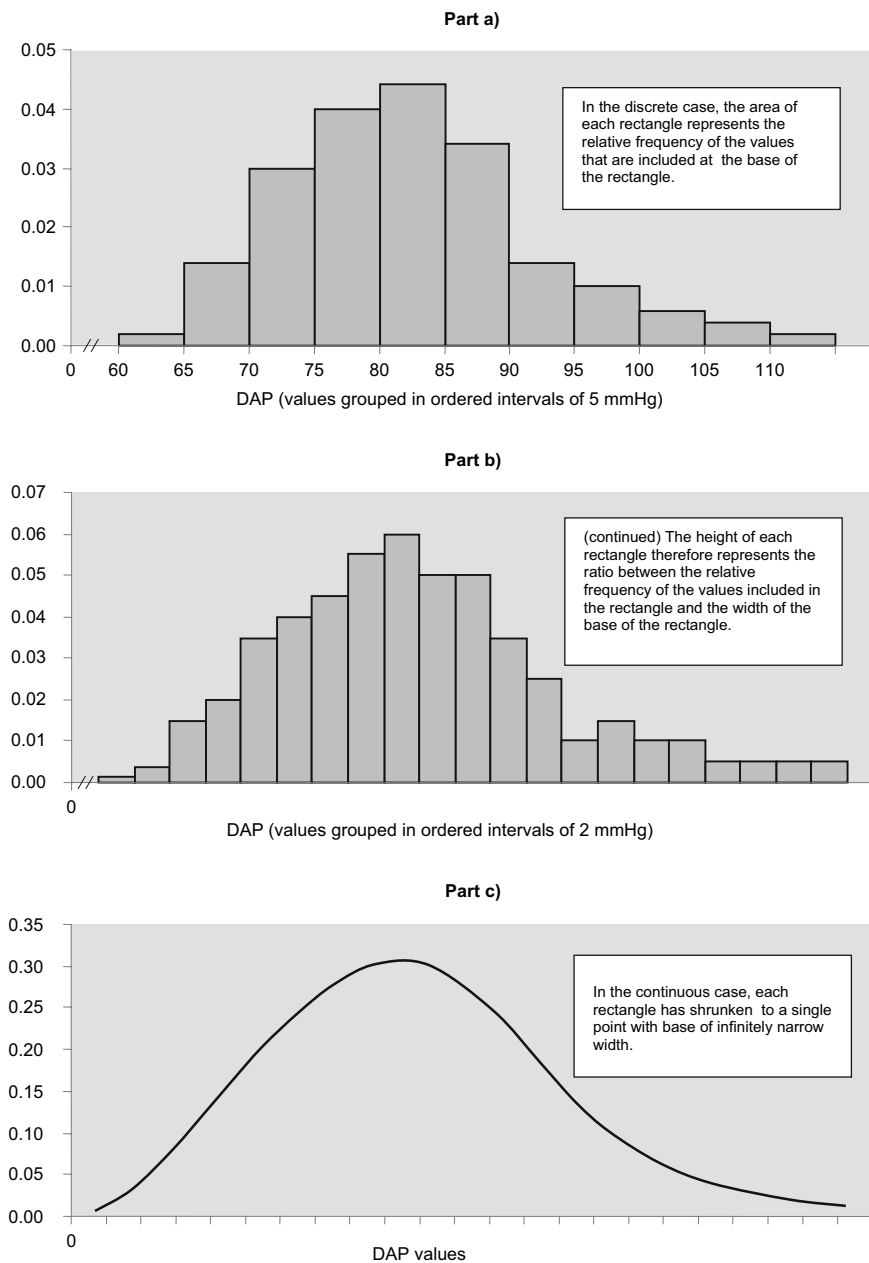 Part a)
0.05
0.04
0.03
0.02
0.01
0.00
In the discrete case, the area of
each rectangle represents the
relative frequency of the values
that are included at the base of
the rectangle.
0 // 60 65 70 75 80 85 90 95 100 105 110
DAP (values grouped in ordered intervals of 5 mmHg)
Part b)
0.07
0.06
0.05
0.04
0.03
0.02
0.01
0.00
(continued) The height of each
rectangle therefore represents the
ratio between the relative
frequency of the values included in
the rectangle and the width of the
base of the rectangle.
//
0
DAP (values grouped in ordered intervals of 2 mmHg)
Part c)
0.35
0.30
0.25
0.20
0.15
0.10
0.05
0.00
In the continuous case, each
rectangle has shrunken to a single
point with base of infinitely narrow
width.
0
DAP values